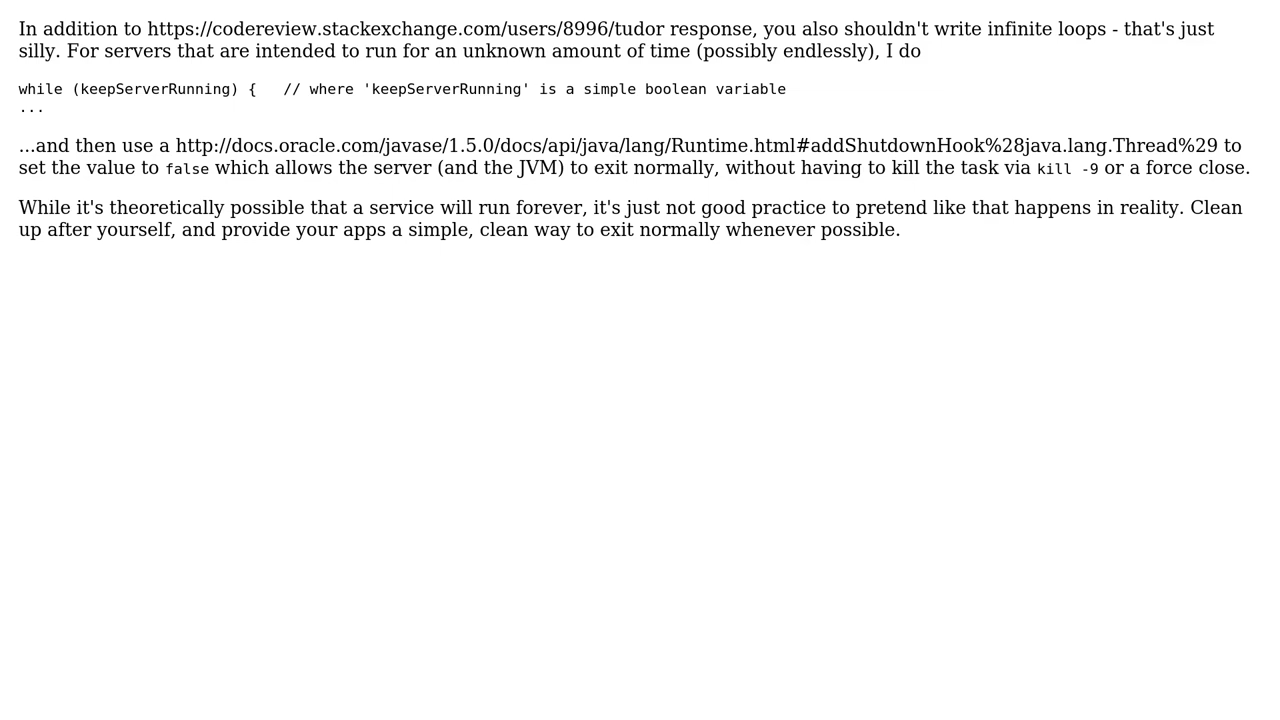 In addition to https://codereview.stackexchange.com/users/8996/tudor response, you also shouldn't write infinite loops - that's just
silly. For servers that are intended to run for an unknown amount of time (possibly endlessly), I do
while (keepServerRunning) {   // where 'keepServerRunning' is a simple boolean variable
...
...and then use a http://docs.oracle.com/javase/1.5.0/docs/api/java/lang/Runtime.html#addShutdownHook%28java.lang.Thread%29 to
set the value to false which allows the server (and the JVM) to exit normally, without having to kill the task via kill -9 or a force close.
While it's theoretically possible that a service will run forever, it's just not good practice to pretend like that happens in reality. Clean
up after yourself, and provide your apps a simple, clean way to exit normally whenever possible.